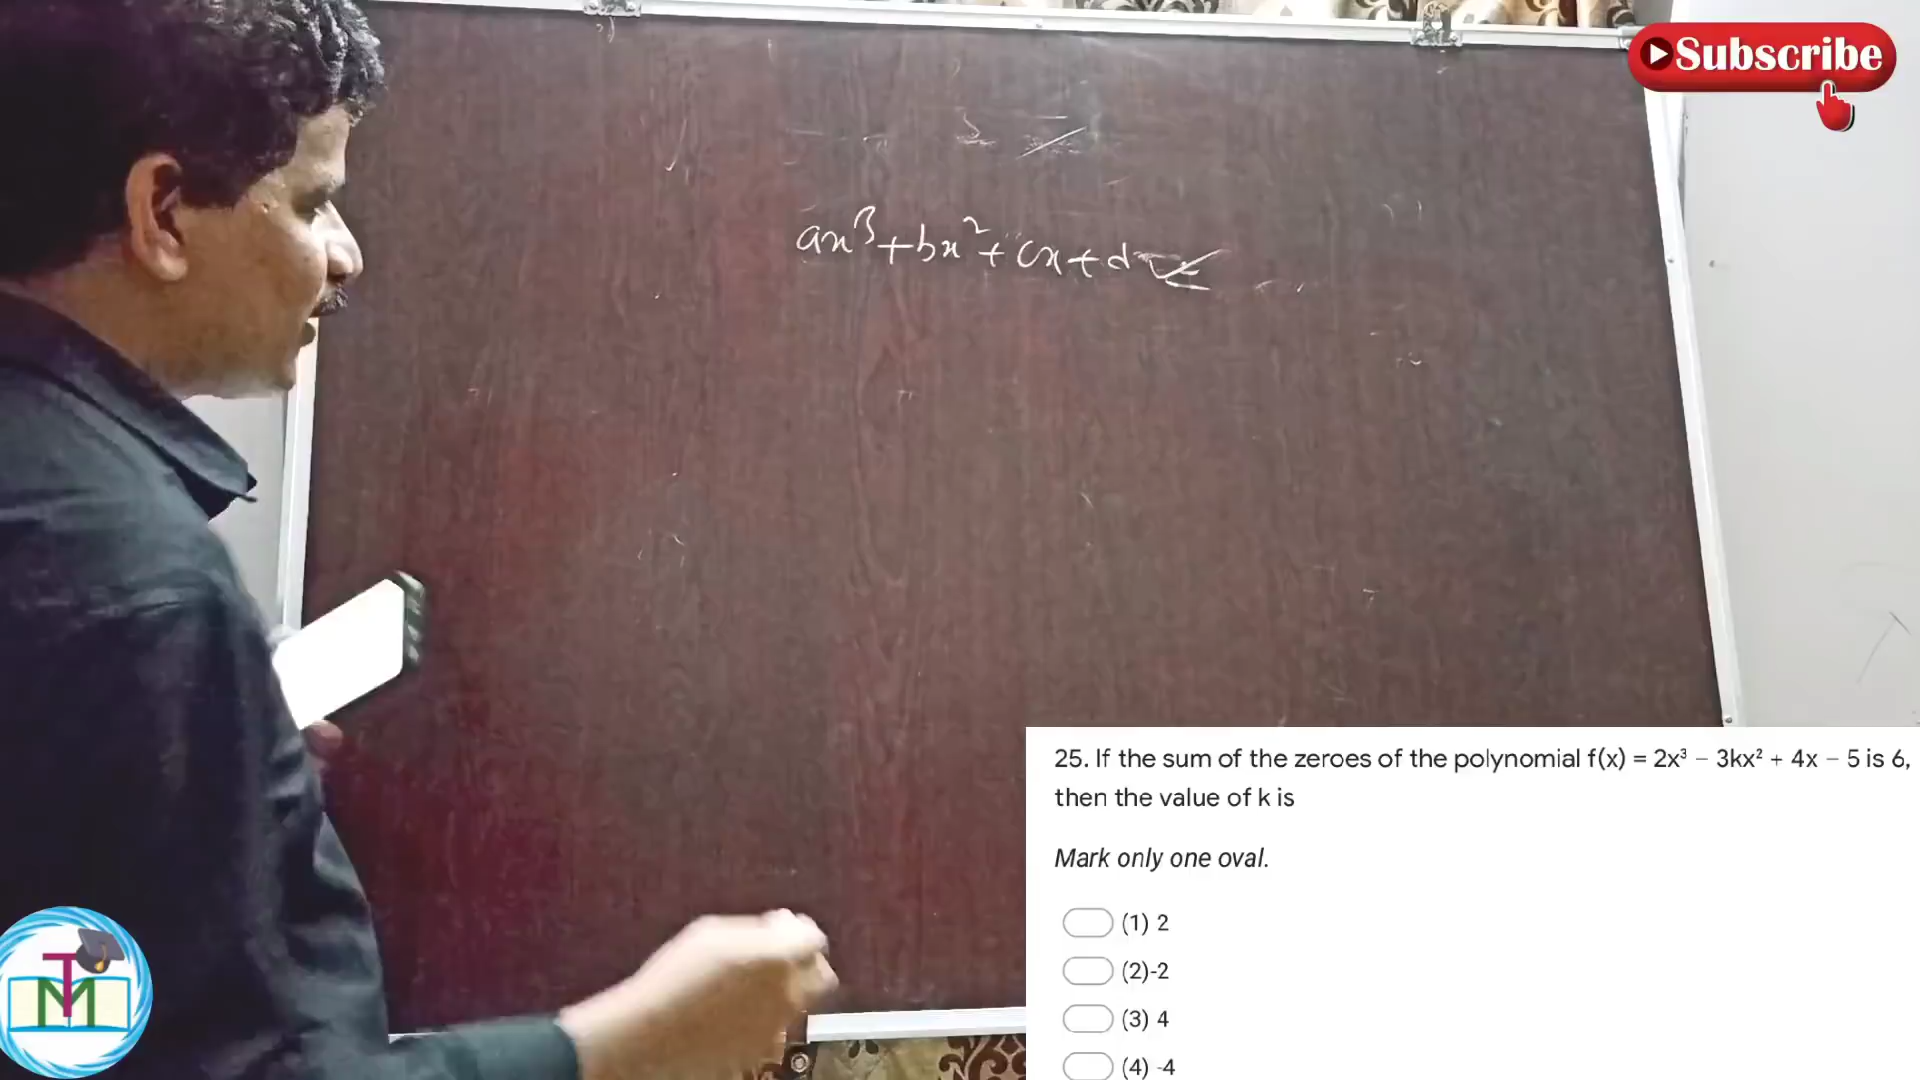 Subscribe
ax³+bx²+cx+d
25. If the sum of the zeroes of the polynomial f(x) = 2x³ − 3kx² + 4x − 5 is 6,
then the value of k is
Mark only one oval.
(1) 2
(2)-2
(3) 4
(4) -4
TM